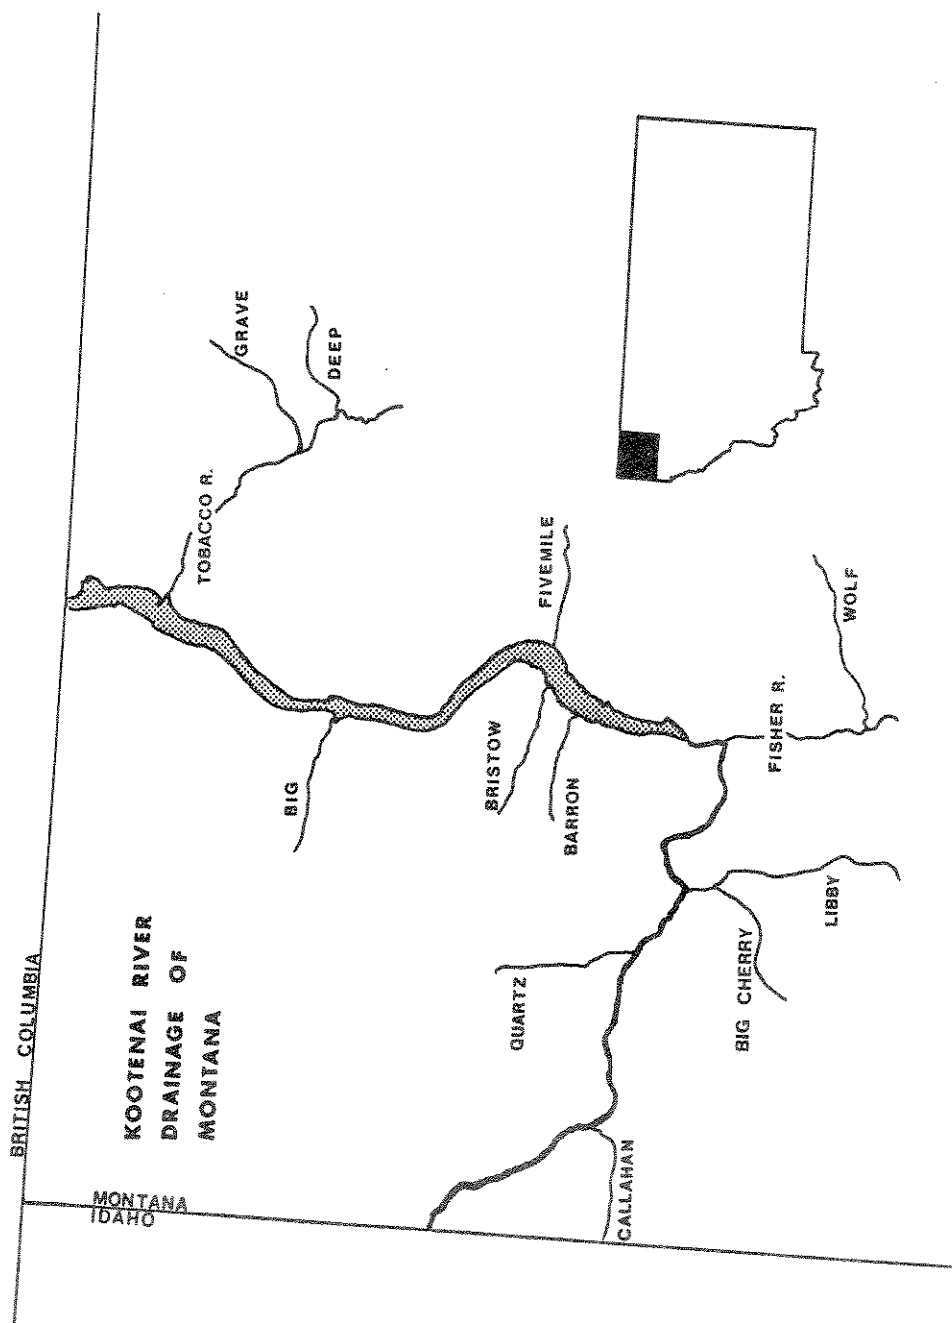 BRITISH COLUMBIA
MONTANA
IDAHO
KOOTENAI RIVER
DRAINAGE OF
MONTANA
GRAVE
DEEP
TOBACCO R.
BIG
FIVEMILE
BRISTOW
BARRON
WOLF
FISHER R.
LIBBY
BIG CHERRY
QUARTZ
CALLAHAN